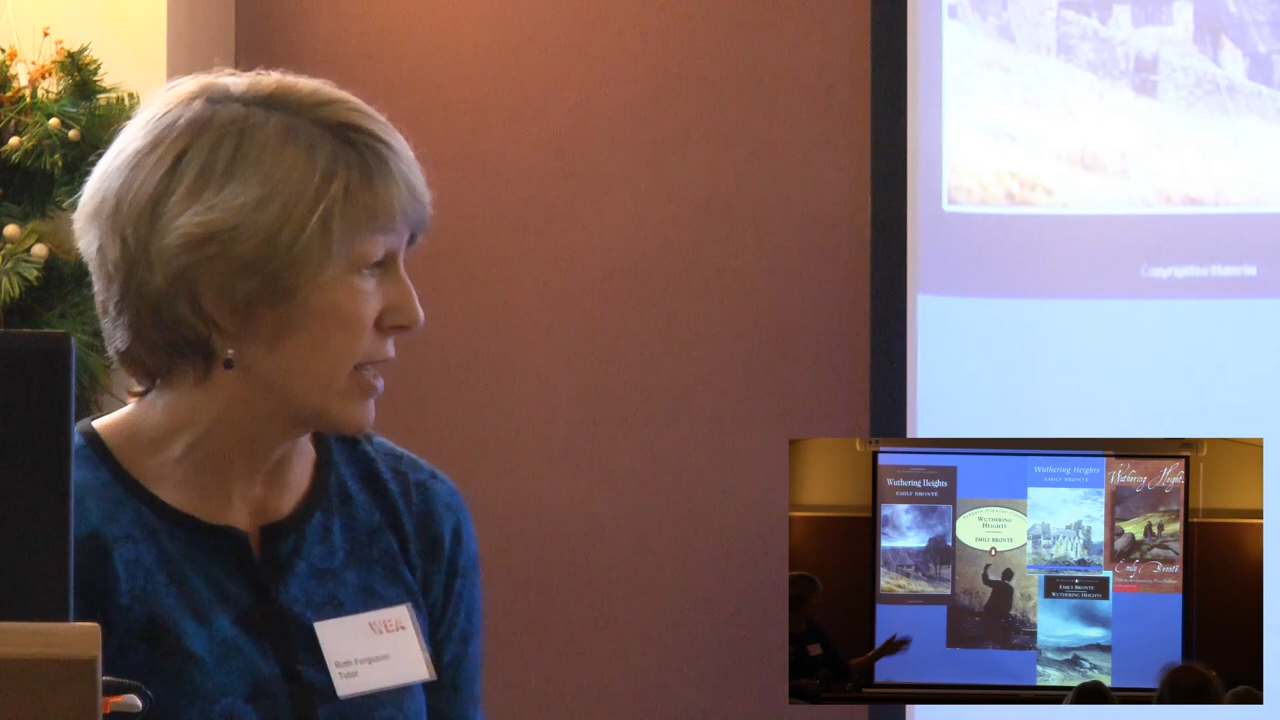 WEA
Ruth Ferguson
Tutor
Copyrighted Material
Wuthering Heights
EMILY BRONTË
WUTHERING
HEIGHTS
EMILY BRONTË
Wuthering Heights
EMILY BRONTË
Wuthering Heights
Emily Brontë
EMILY BRONTË
WUTHERING HEIGHTS